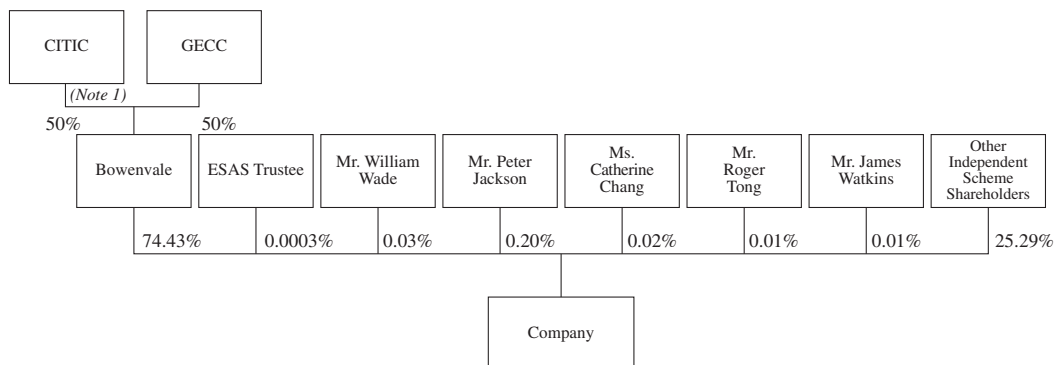 CITIC
GECC
(Note 1)
50%
50%
Bowenvale
ESAS Trustee
Mr. William
Wade
Mr. Peter
Jackson
Ms.
Catherine
Chang
Mr.
Roger
Tong
Mr. James
Watkins
Other
Independent
Scheme
Shareholders
74.43%
0.0003%
0.03%
0.20%
0.02%
0.01%
0.01%
25.29%
Company